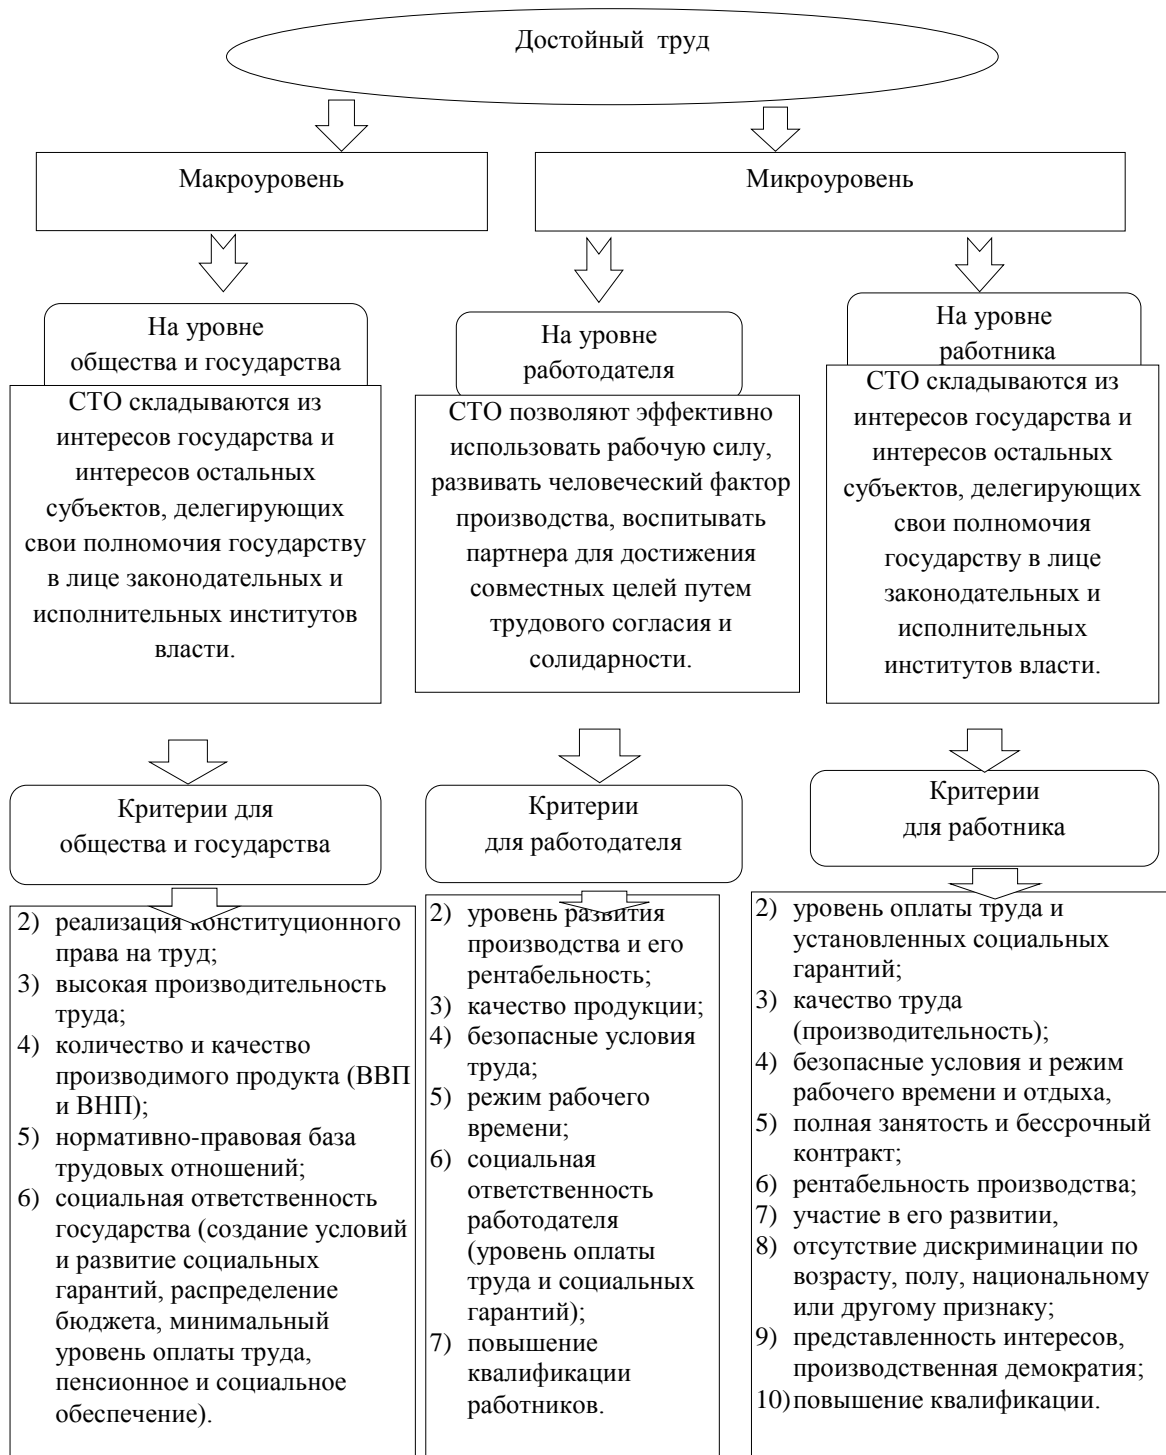 Достойный труд
Макроуровень
Микроуровень
На уровне
общества и государства
СТО складываются из
интересов государства и
интересов остальных
субъектов, делегирующих
свои полномочия государству
в лице законодательных и
исполнительных институтов
власти.
На уровне
работодателя
СТО позволяют эффективно
использовать рабочую силу,
развивать человеческий фактор
производства, воспитывать
партнера для достижения
совместных целей путем
трудового согласия и
солидарности.
На уровне
работника
СТО складываются из
интересов государства и
интересов остальных
субъектов, делегирующих
свои полномочия
государству в лице
законодательных и
исполнительных
институтов власти.
Критерии для
общества и государства
2) реализация конституционного
права на труд;
3) высокая производительность
труда;
4) количество и качество
производимого продукта (ВВП
и ВНП);
5) нормативно-правовая база
трудовых отношений;
6) социальная ответственность
государства (создание условий
и развитие социальных
гарантий, распределение
бюджета, минимальный
уровень оплаты труда,
пенсионное и социальное
обеспечение).
Критерии
для работодателя
2) уровень развития
производства и его
рентабельность;
3) качество продукции;
4) безопасные условия
труда;
5) режим рабочего
времени;
6) социальная
ответственность
работодателя
(уровень оплаты
труда и социальных
гарантий);
7) повышение
квалификации
работников.
Критерии
для работника
2) уровень оплаты труда и
установленных социальных
гарантий;
3) качество труда
(производительность);
4) безопасные условия и режим
рабочего времени и отдыха,
5) полная занятость и бессрочный
контракт;
6) рентабельность производства;
7) участие в его развитии,
8) отсутствие дискриминации по
возрасту, полу, национальному
или другому признаку;
9) представленность интересов,
производственная демократия;
10) повышение квалификации.